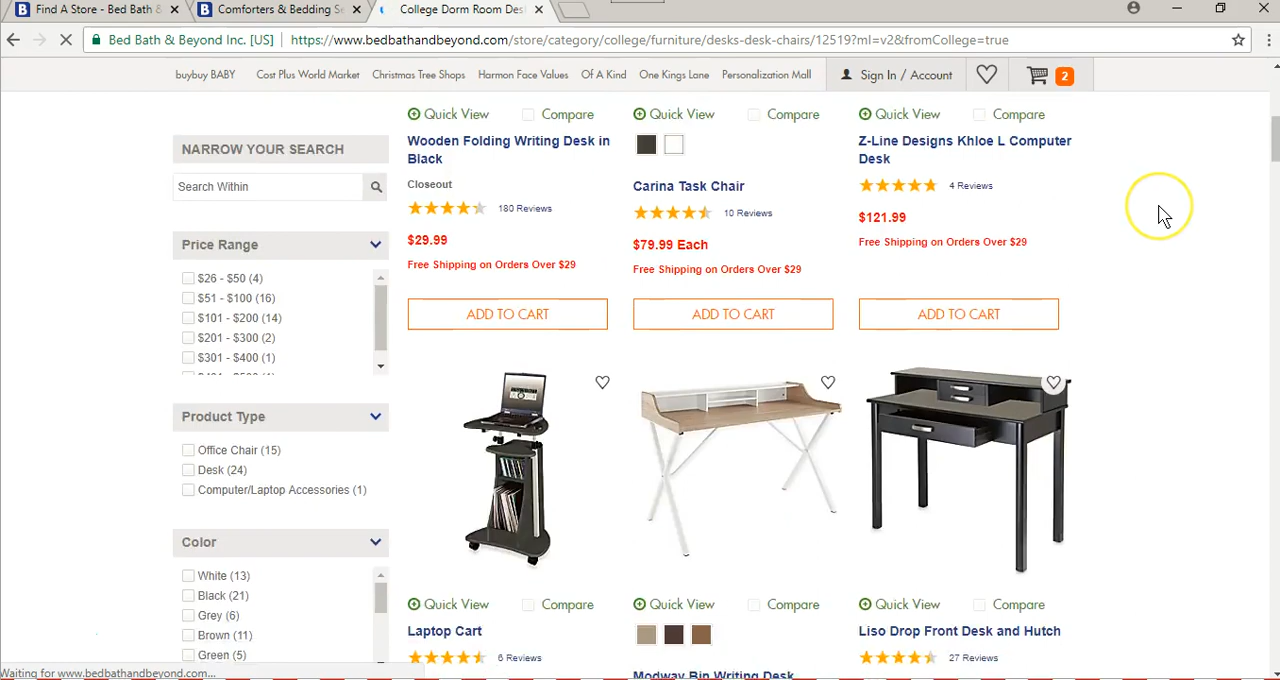 Find A Store - Bed Bath &
Comforters & Bedding Se
College Dorm Room Des
Bed Bath & Beyond Inc. [US]
https://www.bedbathandbeyond.com/store/category/college/furniture/desks-desk-chairs/12519?ml=v2&fromCollege=true
buybuy BABY Cost Plus World Market Christmas Tree Shops Harmon Face Values Of A Kind One Kings Lane Personalization Mall Sign In / Account 2
NARROW YOUR SEARCH
Search Within
Price Range
$26 - $50 (4)
$51 - $100 (16)
$101 - $200 (14)
$201 - $300 (2)
$301 - $400 (1)
Product Type
Office Chair (15)
Desk (24)
Computer/Laptop Accessories (1)
Color
White (13)
Black (21)
Grey (6)
Brown (11)
Green (5)
Quick View Compare
Wooden Folding Writing Desk in
Black
Closeout
180 Reviews
$29.99
Free Shipping on Orders Over $29
ADD TO CART
Quick View Compare
Carina Task Chair
10 Reviews
$79.99 Each
Free Shipping on Orders Over $29
ADD TO CART
Quick View Compare
Z-Line Designs Khloe L Computer
Desk
4 Reviews
$121.99
Free Shipping on Orders Over $29
ADD TO CART
Quick View Compare
Laptop Cart
6 Reviews
Quick View Compare
Modway Bin Writing Desk
Quick View Compare
Liso Drop Front Desk and Hutch
27 Reviews
Waiting for www.bedbathandbeyond.com...